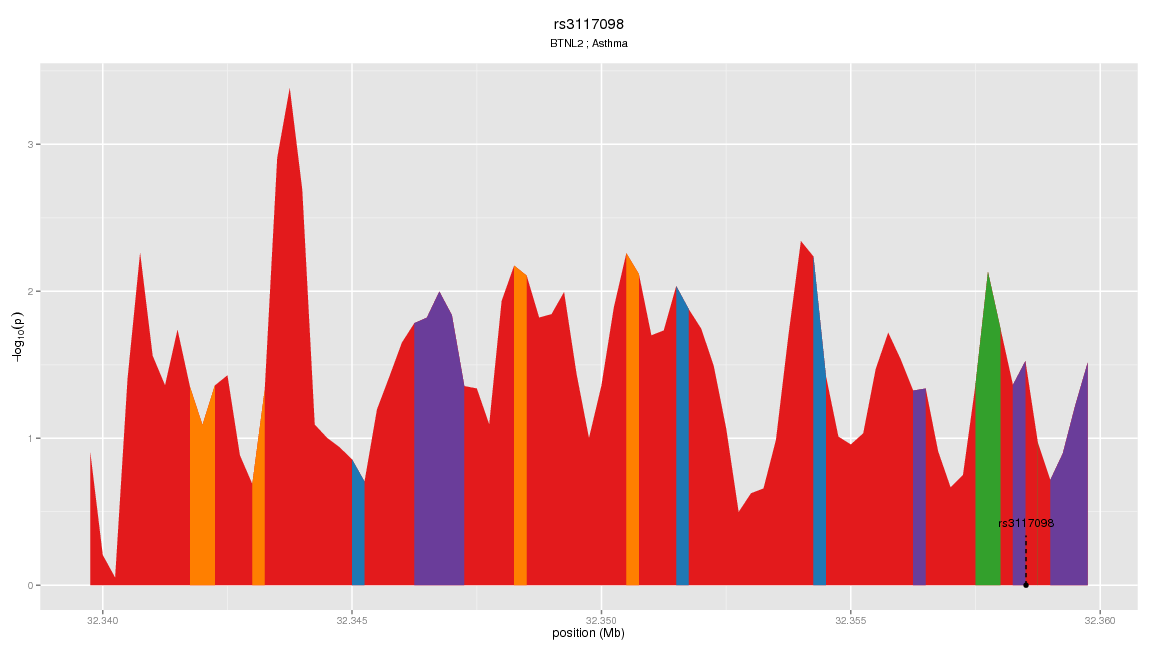 rs3117098
BTNL2 ; Asthma
-log10(p)
3
2
1
0
rs3117098
32.340
32.345
32.350
32.355
32.360
position (Mb)